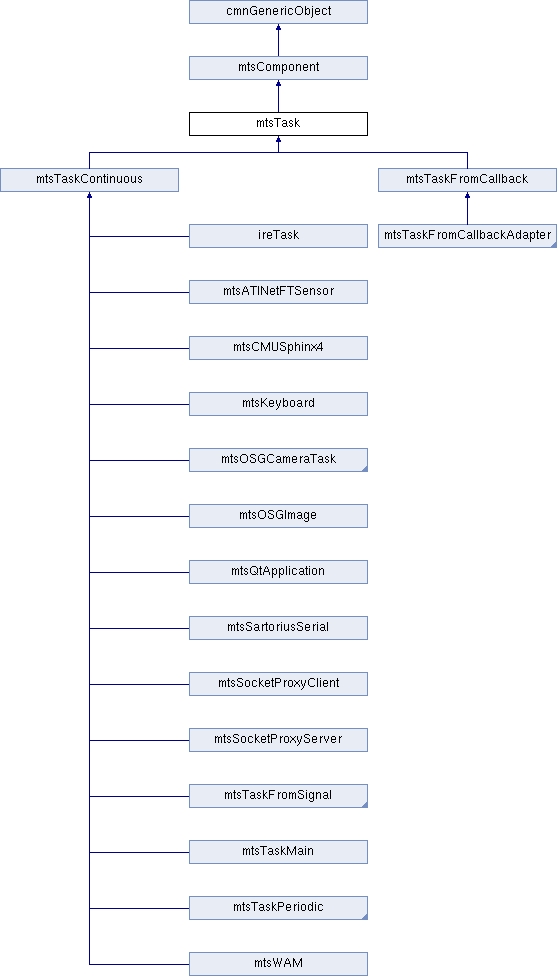 cmnGenericObject
mtsComponent
mtsTask
mtsTaskContinuous
mtsTaskFromCallback
ireTask
mtsTaskFromCallbackAdapter
mtsATINetFTSensor
mtsCMUSphinx4
mtsKeyboard
mtsOSGCameraTask
mtsOSGImage
mtsQtApplication
mtsSartoriusSerial
mtsSocketProxyClient
mtsSocketProxyServer
mtsTaskFromSignal
mtsTaskMain
mtsTaskPeriodic
mtsWAM